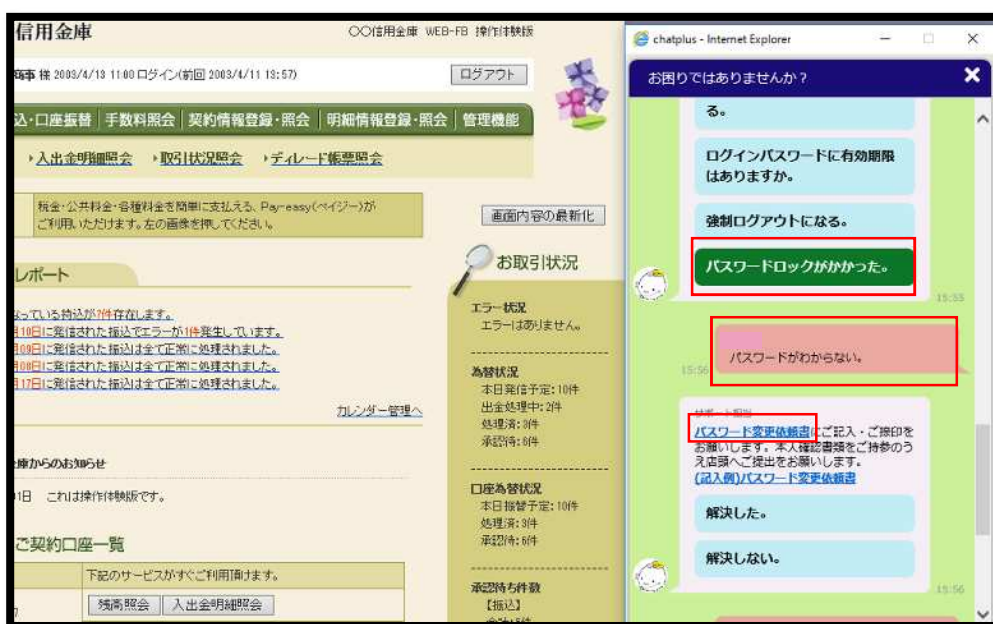 信用金庫
〇〇信用金庫 WEB-FB 操作体験版
様 2003/4/13 11:00 ログイン(前回 2003/4/11 13:57)
ログアウト
込・口座振替
手数料照会
契約情報登録・照会
明細情報登録・照会
管理機能
入出金明細照会
取引状況照会
ディレード帳票照会
税金・公共料金・各種料金を簡単に支払える、Pay-easy(ペイジー)が
ご利用いただけます。左の画像を押してください。
画面内容の最新化
レポート
なっている持込が?件存在します。
月10日に発信された振込でエラーが1件発生しています。
月09日に発信された振込は全て正常に処理されました。
月08日に発信された振込は全て正常に処理されました。
月17日に発信された振込は全て正常に処理されました。
カレンダー管理へ
庫からのお知らせ
日 これは操作体験版です。
ご契約口座一覧
下記のサービスがすぐご利用頂けます。
残高照会
入出金明細照会
お取引状況
エラー状況
エラーはありません。
為替状況
本日発信予定:10件
出金処理中:2件
処理済:3件
承認待:8件
口座為替状況
本日振替予定:10件
処理済:3件
承認待:6件
承認待ち件数
【振込】
chatplus - Internet Explorer
お困りではありませんか?
る。
ログインパスワードに有効期限
はありますか。
強制ログアウトになる。
パスワードロックがかかった。
15:55
パスワードがわからない。
15:56
サポート担当
パスワード変更依頼書にご記入・ご捺印を
お願いします。本人確認書類をご持参のう
え店頭へご提出をお願いします。
(記入例)パスワード変更依頼書
解決した。
解決しない。
15:56